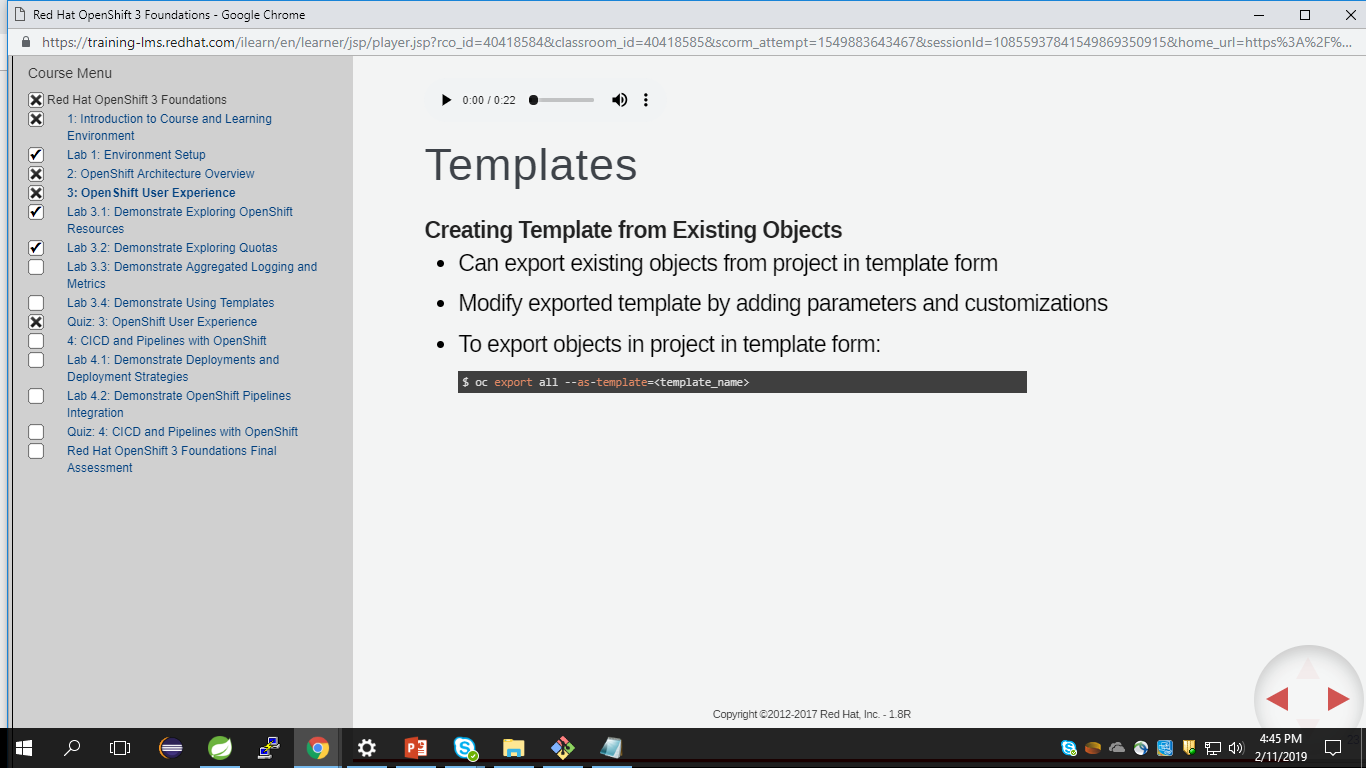 Red Hat OpenShift 3 Foundations - Google Chrome
https://training-lms.redhat.com/ilearn/en/learner/jsp/player.jsp?rco_id=40418584&classroom_id=40418585&scorm_attempt=1549883643467&sessionId=10855937841549869350915&home_url=https%3A%2F%...
Course Menu
Red Hat OpenShift 3 Foundations
1: Introduction to Course and Learning
Environment
Lab 1: Environment Setup
2: OpenShift Architecture Overview
3: OpenShift User Experience
Lab 3.1: Demonstrate Exploring OpenShift
Resources
Lab 3.2: Demonstrate Exploring Quotas
Lab 3.3: Demonstrate Aggregated Logging and
Metrics
Lab 3.4: Demonstrate Using Templates
Quiz: 3: OpenShift User Experience
4: CICD and Pipelines with OpenShift
Lab 4.1: Demonstrate Deployments and
Deployment Strategies
Lab 4.2: Demonstrate OpenShift Pipelines
Integration
Quiz: 4: CICD and Pipelines with OpenShift
Red Hat OpenShift 3 Foundations Final
Assessment
0:00 / 0:22
Templates
Creating Template from Existing Objects
• Can export existing objects from project in template form
• Modify exported template by adding parameters and customizations
• To export objects in project in template form:
$ oc export all --as-template=<template_name>
Copyright ©2012-2017 Red Hat, Inc. - 1.8R
4:45 PM
2/11/2019